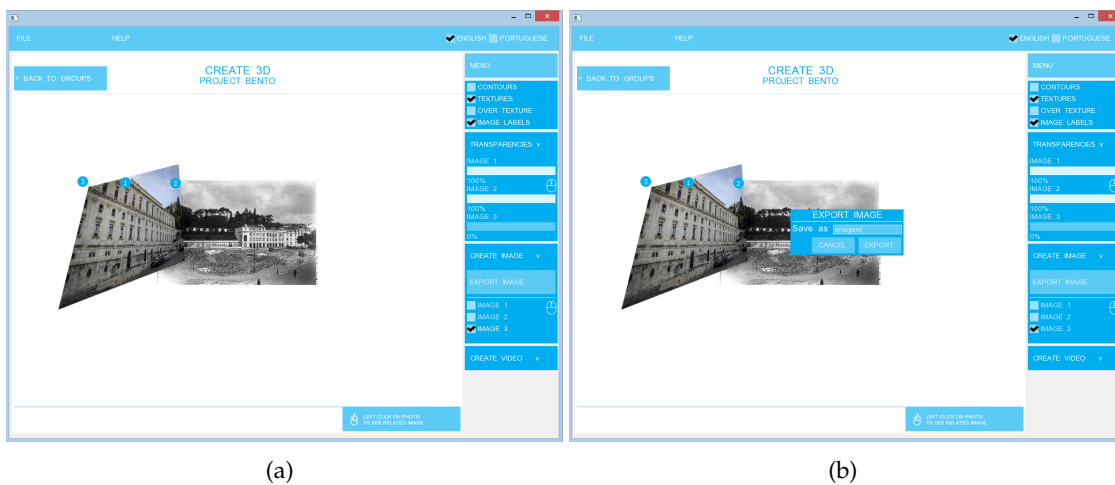 FILE HELP ENGLISH PORTUGUESE
< BACK TO GROUPS
CREATE 3D
PROJECT BENTO
MENU
CONTOURS
TEXTURES
OVER TEXTURE
IMAGE LABELS
TRANSPARENCIES v
IMAGE 1
100%
IMAGE 2
100%
IMAGE 3
0%
3 1 2
CREATE IMAGE v
EXPORT IMAGE
IMAGE 1
IMAGE 2
IMAGE 3
CREATE VIDEO v
LEFT CLICK ON PHOTO
TO SEE RELATED IMAGE
(a)
FILE HELP ENGLISH PORTUGUESE
< BACK TO GROUPS
CREATE 3D
PROJECT BENTO
MENU
CONTOURS
TEXTURES
OVER TEXTURE
IMAGE LABELS
TRANSPARENCIES v
IMAGE 1
100%
IMAGE 2
100%
IMAGE 3
0%
3 1 2
EXPORT IMAGE
Save as: imagem
CANCEL EXPORT
CREATE IMAGE v
EXPORT IMAGE
IMAGE 1
IMAGE 2
IMAGE 3
CREATE VIDEO v
LEFT CLICK ON PHOTO
TO SEE RELATED IMAGE
(b)